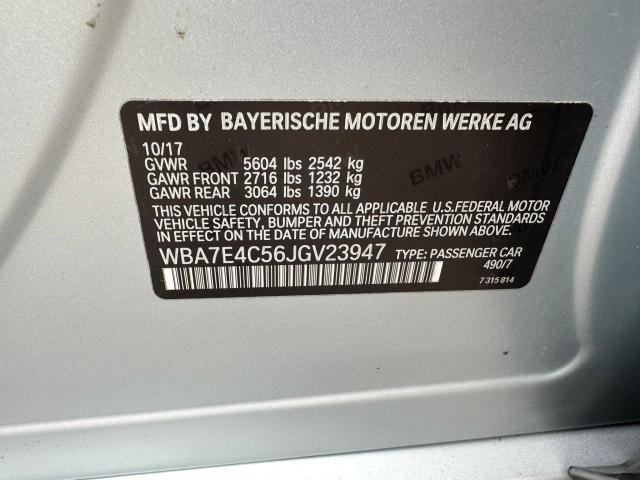 MFD BY BAYERISCHE MOTOREN WERKE AG
10/17
GVWR 5604 lbs 2542 kg
GAWR FRONT 2716 lbs 1232 kg
GAWR REAR 3064 lbs 1390 kg
THIS VEHICLE CONFORMS TO ALL APPLICABLE U.S.FEDERAL MOTOR
VEHICLE SAFETY, BUMPER AND THEFT PREVENTION STANDARDS
IN EFFECT ON THE DATE OF MANUFACTURE SHOWN ABOVE.
WBA7E4C56JGV23947 TYPE: PASSENGER CAR
490/7
7 315 814
BMW
BMW